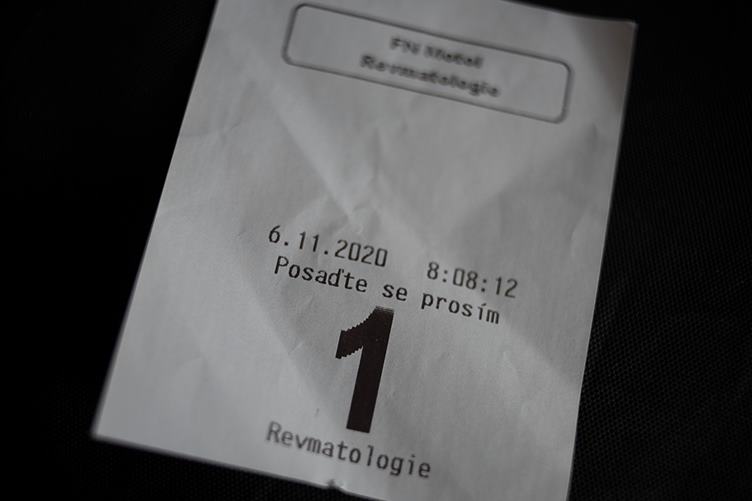 FN Motol
Revmatologie
6.11.2020 8:08:12
Posaďte se prosím
1
Revmatologie